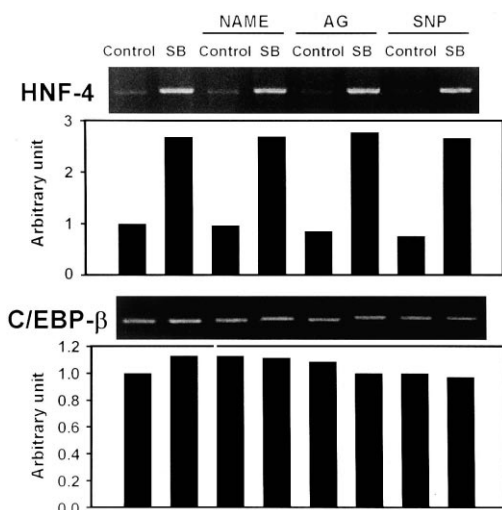 NAME AG SNP
Control SB Control SB Control SB Control SB
HNF-4
3
2
1
0
Arbitrary unit
C/EBP-β
1.2
1.0
0.8
0.6
0.4
0.2
0.0
Arbitrary unit